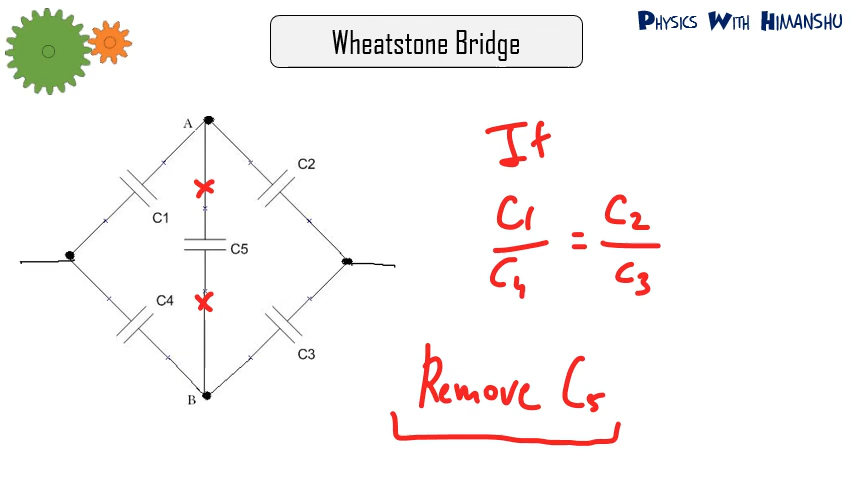 Physics With Himanshu
Wheatstone Bridge
A
C2
C1
C5
C4
C3
B
If
C1/C4 = C2/C3
Remove C5